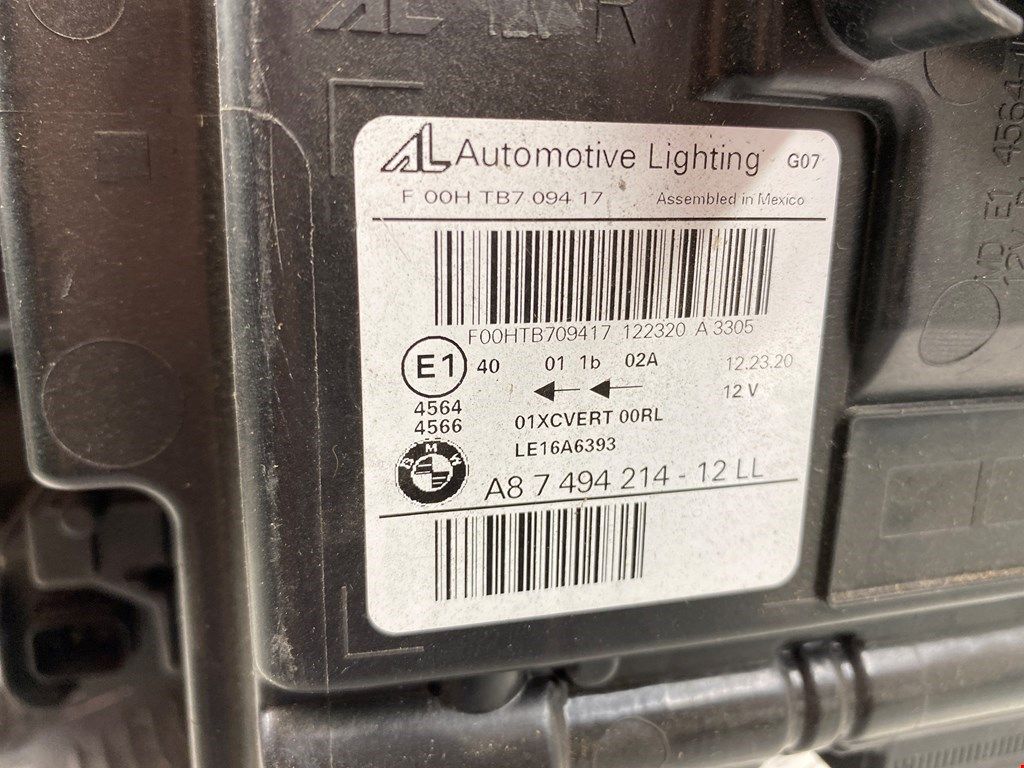 AL Automotive Lighting G07
F 00H TB7 094 17 Assembled in Mexico
F00HTB709417 122320 A 3305
E1 40 01 1b 02A 12.23.20
12 V
4564
4566
01XCVERT 00RL
LE16A6393
BMW
A8 7 494 214 - 12 LL